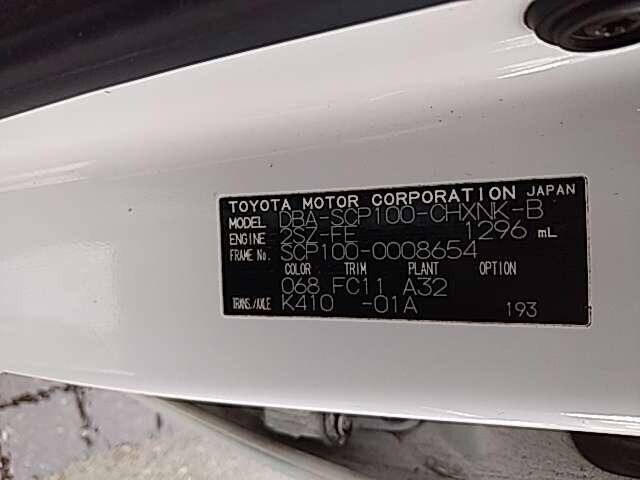 TOYOTA MOTOR CORPORATION JAPAN
MODEL DBA-SCP100-CHXNK-B
ENGINE 2SZ-FE 1296 mL
FRAME No. SCP100-0008654
COLOR TRIM PLANT OPTION
068 FC11 A32
TRANS./AXLE K410 -01A 193